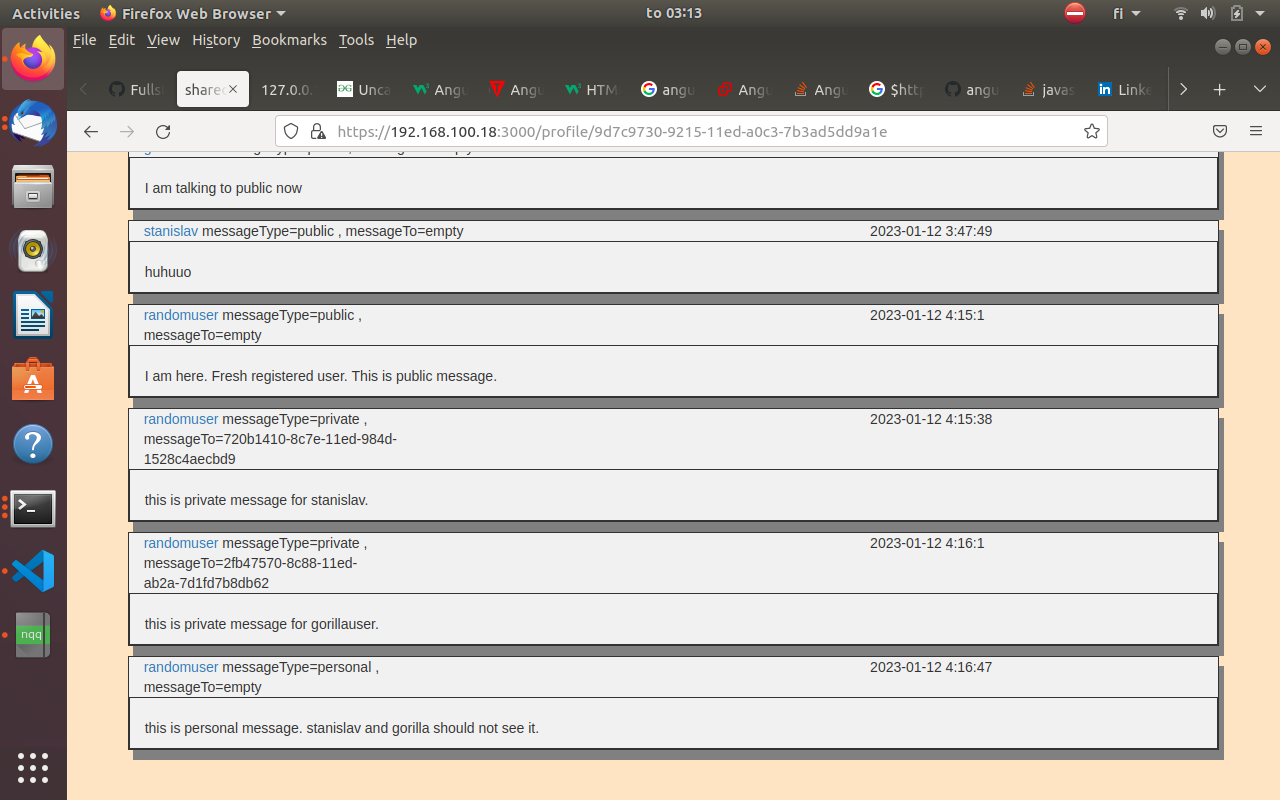 Activities Firefox Web Browser to 03:13 fi
File Edit View History Bookmarks Tools Help
Fulls share 127.0.0. Unca Angu Angu HTM angu Angu Angu $http angu javas Linke
https://192.168.100.18:3000/profile/9d7c9730-9215-11ed-a0c3-7b3ad5dd9a1e
I am talking to public now
stanislav messageType=public , messageTo=empty 2023-01-12 3:47:49
huhuuo
randomuser messageType=public , 2023-01-12 4:15:1
messageTo=empty
I am here. Fresh registered user. This is public message.
randomuser messageType=private , 2023-01-12 4:15:38
messageTo=720b1410-8c7e-11ed-984d-
1528c4aecbd9
this is private message for stanislav.
randomuser messageType=private , 2023-01-12 4:16:1
messageTo=2fb47570-8c88-11ed-
ab2a-7d1fd7b8db62
this is private message for gorillauser.
nqq
randomuser messageType=personal , 2023-01-12 4:16:47
messageTo=empty
this is personal message. stanislav and gorilla should not see it.